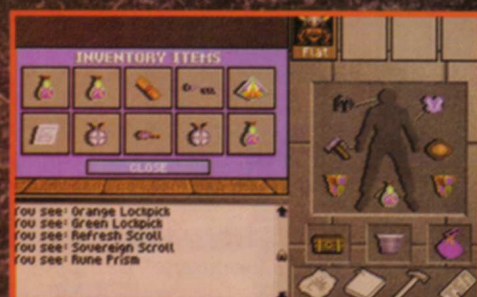 INVENTORY ITEMS
Flat
CLOSE
You see: Orange Lockpick
You see: Green Lockpick
You see: Refresh Scroll
You see: Sovereign Scroll
You see: Rune Prism